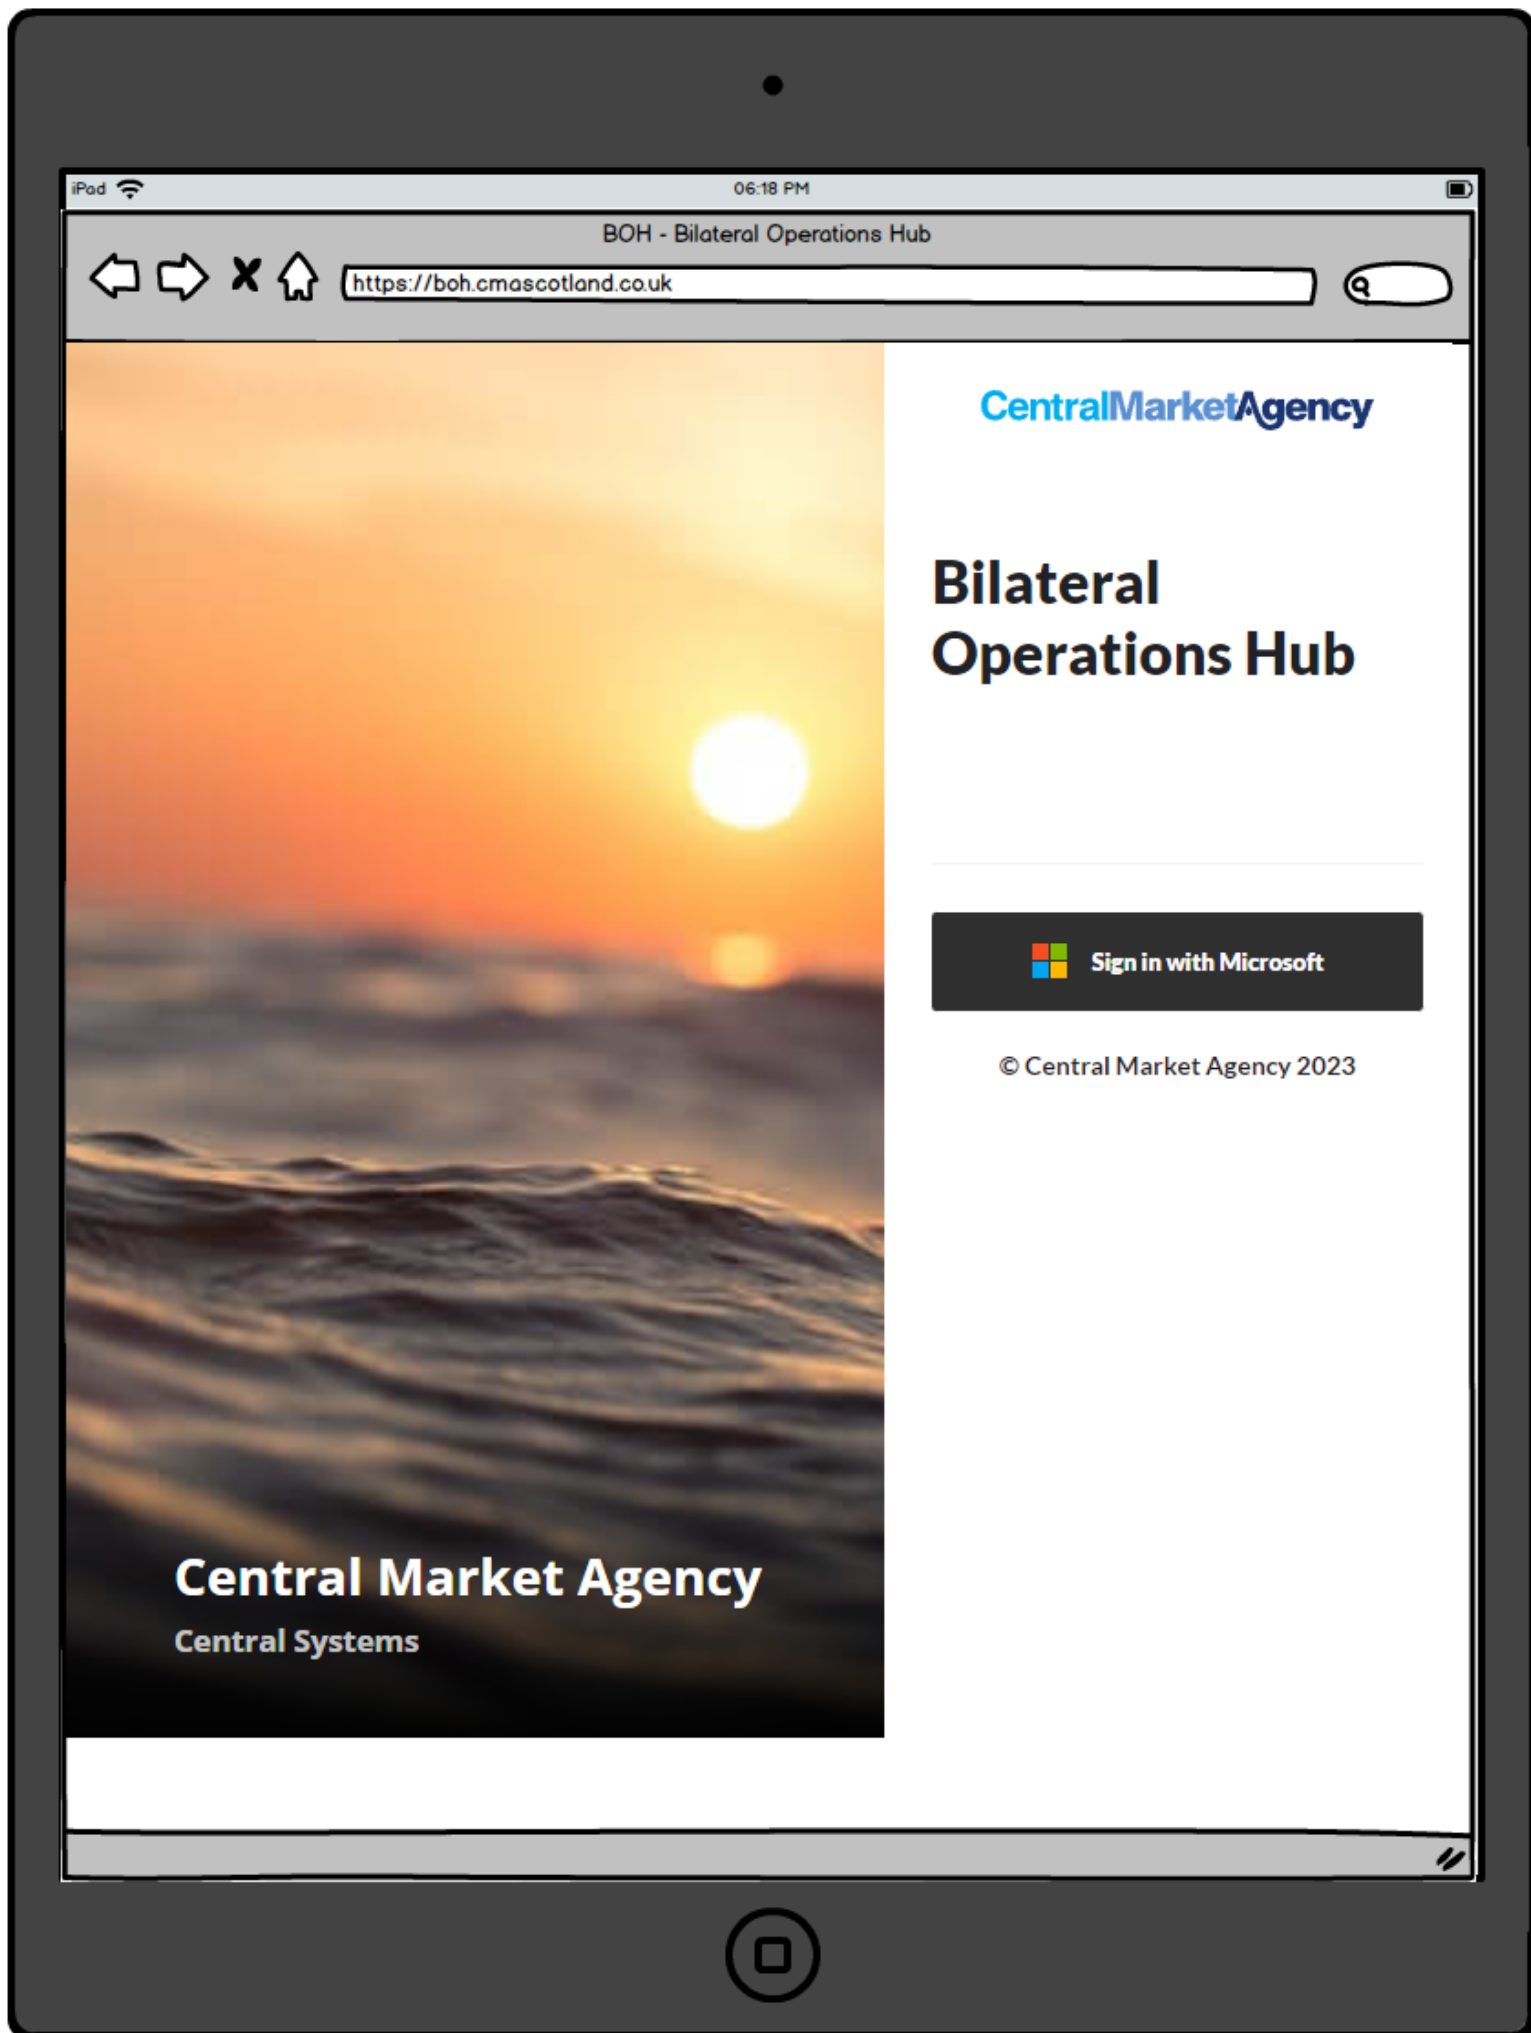 iPad
06:18 PM
BOH - Bilateral Operations Hub
https://boh.cmascotland.co.uk
CentralMarketAgency
Bilateral
Operations Hub
Sign in with Microsoft
© Central Market Agency 2023
Central Market Agency
Central Systems